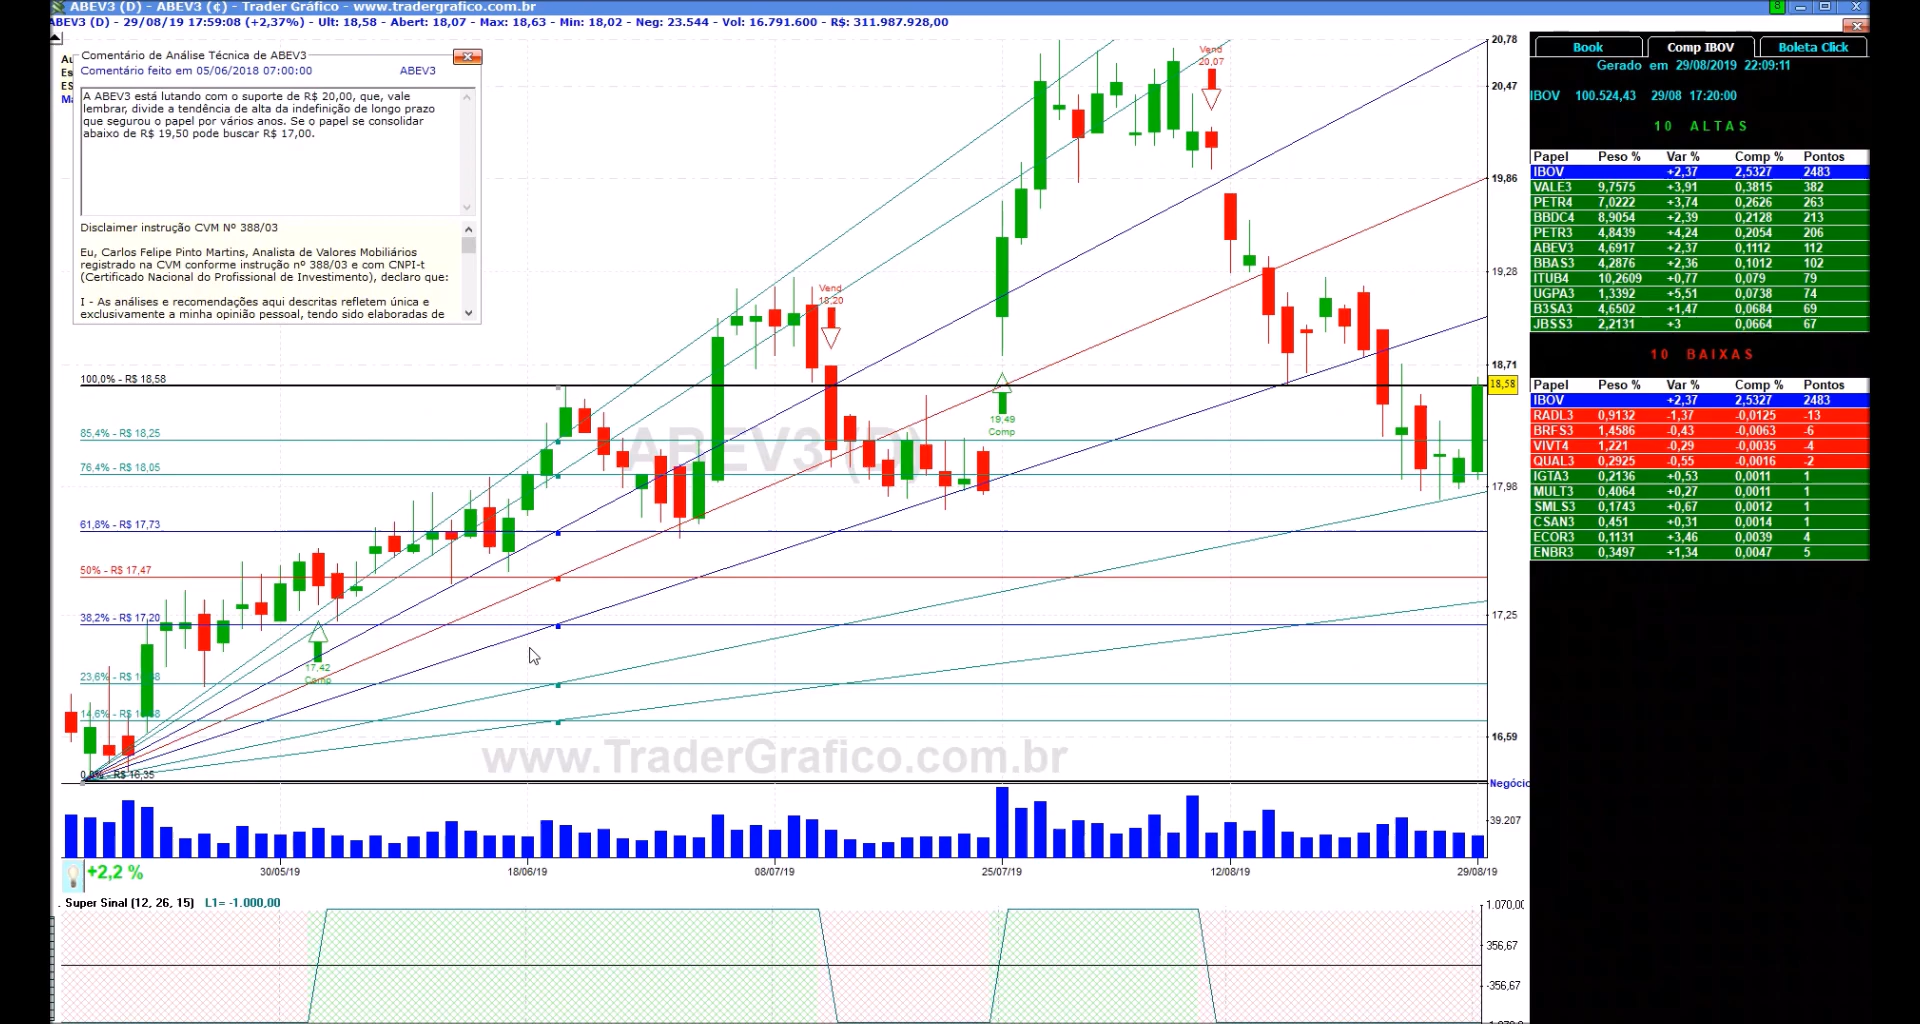 ABEV3 (D) - ABEV3 (¢) - Trader Gráfico - www.tradergrafico.com.br
ABEV3 (D) - 29/08/19 17:59:08 (+2,37%) - Ult: 18,58 - Abert: 18,07 - Max: 18,63 - Min: 18,02 - Neg: 23.544 - Vol: 16.791.600 - R$: 311.987.928,00
Comentário de Análise Técnica de ABEV3
Comentário feito em 05/06/2018 07:00:00 ABEV3
A ABEV3 está lutando com o suporte de R$ 20,00, que, vale
lembrar, divide a tendência de alta da indefinição de longo prazo
que segurou o papel por vários anos. Se o papel se consolidar
abaixo de R$ 19,50 pode buscar R$ 17,00.
Disclaimer instrução CVM Nº 388/03
Eu, Carlos Felipe Pinto Martins, Analista de Valores Mobiliários
registrado na CVM conforme instrução nº 388/03 e com CNPI-t
(Certificado Nacional do Profissional de Investimento), declaro que:
I - As análises e recomendações aqui descritas refletem única e
exclusivamente a minha opinião pessoal, tendo sido elaboradas de
Vend
20,07
Vend
18,20
19,49
Comp
17,42
Comp
100,0% - R$ 18,58
85,4% - R$ 18,25
76,4% - R$ 18,05
61,8% - R$ 17,73
50% - R$ 17,47
38,2% - R$ 17,20
23,6% - R$
14,6% - R$
R$ 16,35
ABEV3 (D)
www.TraderGrafico.com.br
20,78
20,47
19,86
19,28
18,71
18,58
17,98
17,25
16,59
Negócio
39.207
+2,2 %
30/05/19 18/06/19 08/07/19 25/07/19 12/08/19 29/08/19
Super Sinal (12, 26, 15) L1= -1.000,00
1.070,00
356,67
-356,67
Book Comp IBOV Boleta Click
Gerado em 29/08/2019 22:09:11
IBOV 100.524,43 29/08 17:20:00
10 ALTAS
Papel Peso % Var % Comp % Pontos
IBOV +2,37 2,5327 2483
VALE3 9,7575 +3,91 0,3815 382
PETR4 7,0222 +3,74 0,2626 263
BBDC4 8,9054 +2,39 0,2128 213
PETR3 4,8439 +4,24 0,2054 206
ABEV3 4,6917 +2,37 0,1112 112
BBAS3 4,2876 +2,36 0,1012 102
ITUB4 10,2609 +0,77 0,079 79
UGPA3 1,3392 +5,51 0,0738 74
B3SA3 4,6502 +1,47 0,0684 69
JBSS3 2,2131 +3 0,0664 67
10 BAIXAS
Papel Peso % Var % Comp % Pontos
IBOV +2,37 2,5327 2483
RADL3 0,9132 -1,37 -0,0125 -13
BRFS3 1,4586 -0,43 -0,0063 -6
VIVT4 1,221 -0,29 -0,0035 -4
QUAL3 0,2925 -0,55 -0,0016 -2
IGTA3 0,2136 +0,53 0,0011 1
MULT3 0,4064 +0,27 0,0011 1
SMLS3 0,1743 +0,67 0,0012 1
CSAN3 0,451 +0,31 0,0014 1
ECOR3 0,1131 +3,46 0,0039 4
ENBR3 0,3497 +1,34 0,0047 5